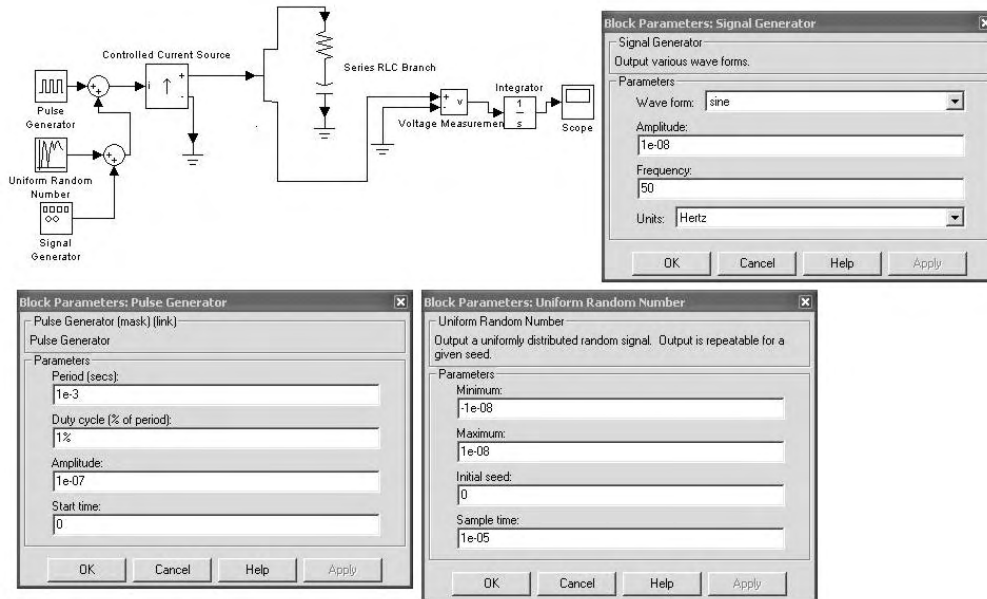 Controlled Current Source
i
+
-
Pulse
Generator
Uniform Random
Number
Signal
Generator
Series RLC Branch
+
-
v
Voltage Measurement
Integrator
1
s
Scope
Block Parameters: Signal Generator
Signal Generator
Output various wave forms.
Parameters
Wave form: sine
Amplitude:
1e-08
Frequency:
50
Units: Hertz
OK Cancel Help Apply
Block Parameters: Pulse Generator
Pulse Generator (mask) (link)
Pulse Generator
Parameters
Period (secs):
1e-3
Duty cycle (% of period):
1%
Amplitude:
1e-07
Start time:
0
OK Cancel Help Apply
Block Parameters: Uniform Random Number
Uniform Random Number
Output a uniformly distributed random signal. Output is repeatable for a
given seed.
Parameters
Minimum:
-1e-08
Maximum:
1e-08
Initial seed:
0
Sample time:
1e-05
OK Cancel Help Apply